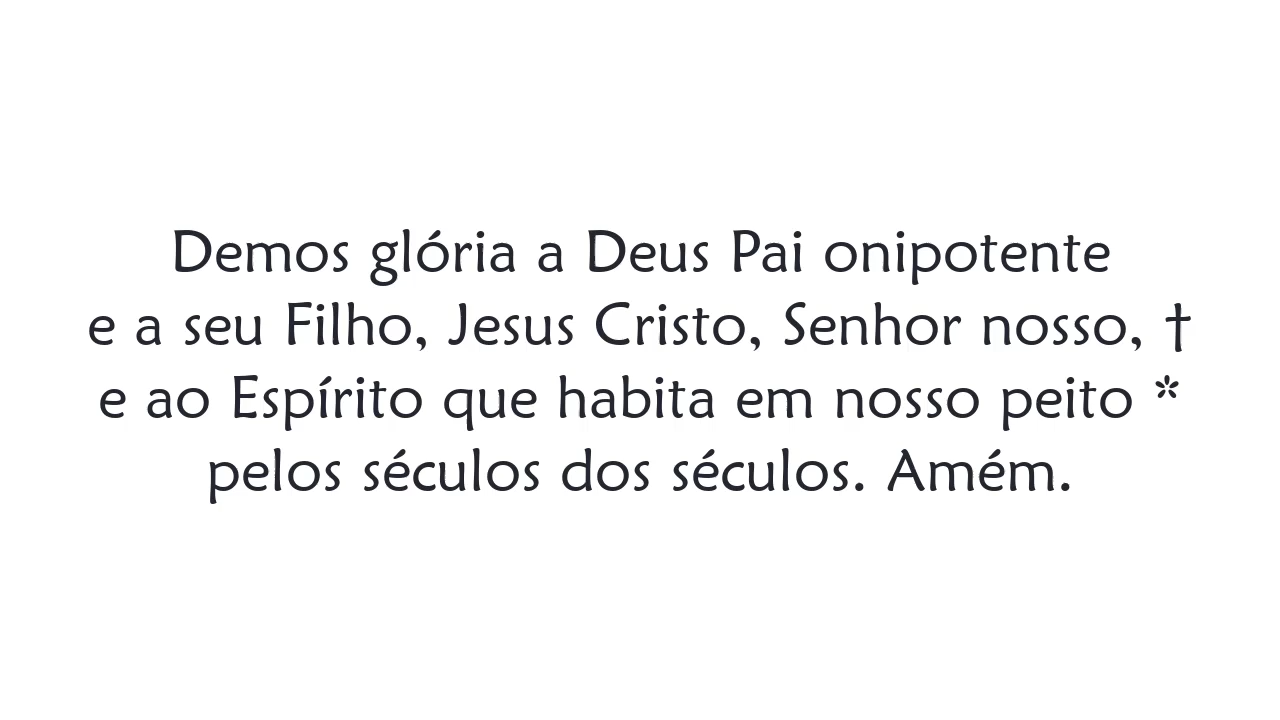 Demos glória a Deus Pai onipotente
e a seu Filho, Jesus Cristo, Senhor nosso, †
e ao Espírito que habita em nosso peito *
pelos séculos dos séculos. Amém.